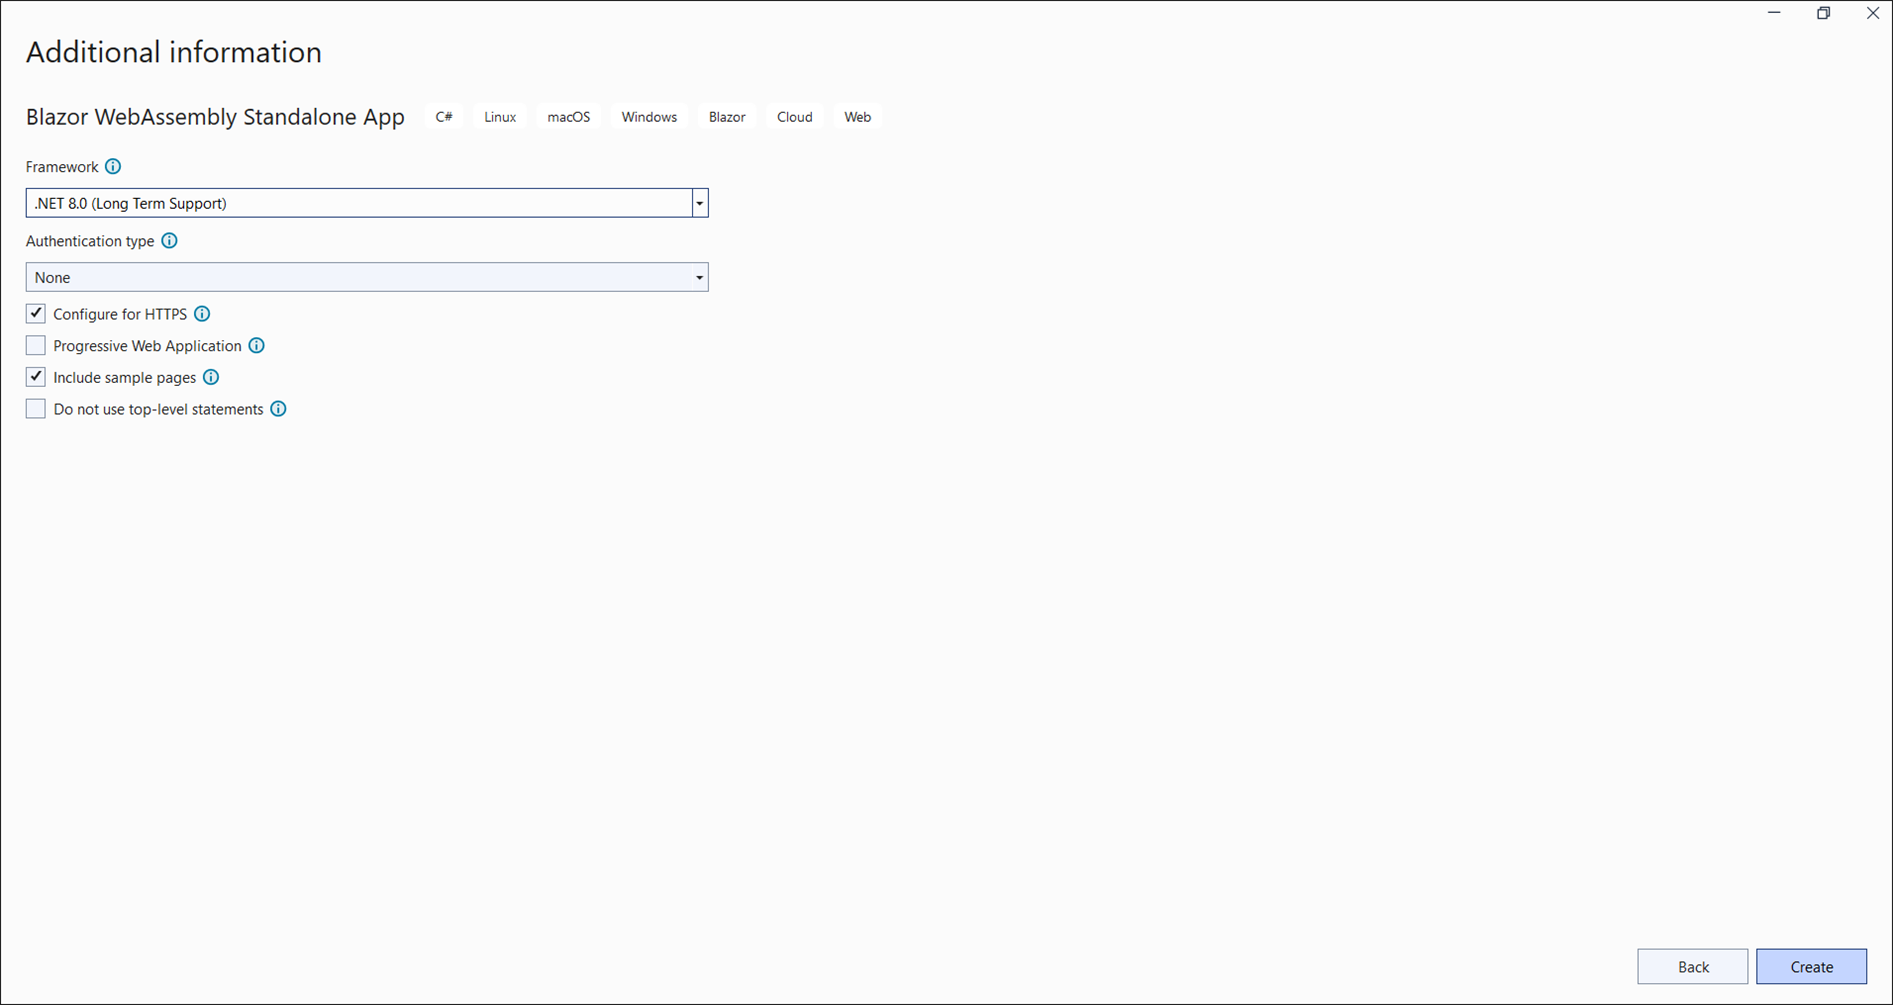 Additional information
Blazor WebAssembly Standalone App C# Linux macOS Windows Blazor Cloud Web
Framework
.NET 8.0 (Long Term Support)
Authentication type
None
Configure for HTTPS
Progressive Web Application
Include sample pages
Do not use top-level statements
Back Create